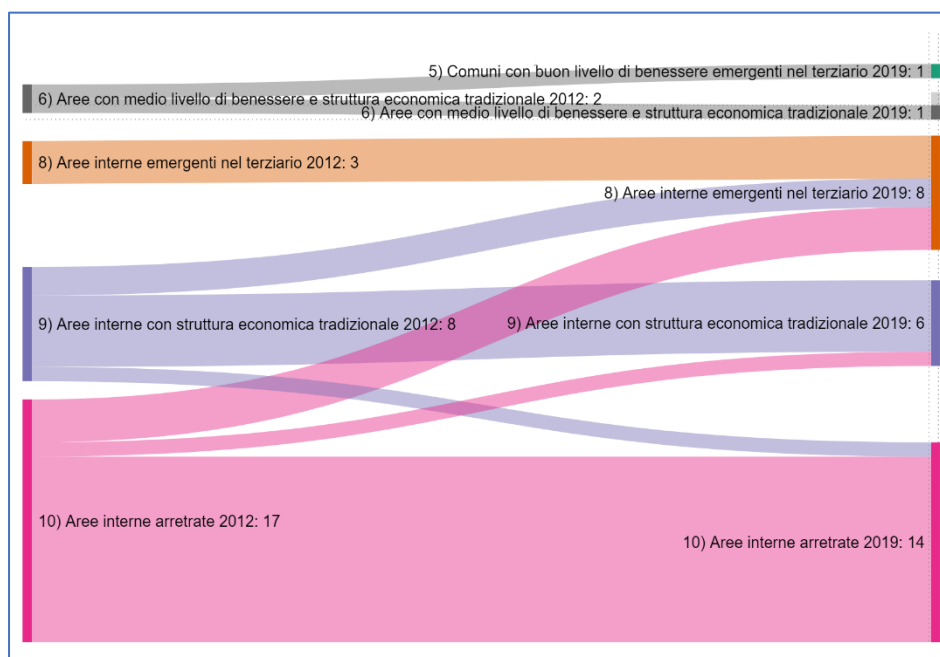 5) Comuni con buon livello di benessere emergenti nel terziario 2019: 1
6) Aree con medio livello di benessere e struttura economica tradizionale 2012: 2
6) Aree con medio livello di benessere e struttura economica tradizionale 2019: 1
8) Aree interne emergenti nel terziario 2012: 3
8) Aree interne emergenti nel terziario 2019: 8
9) Aree interne con struttura economica tradizionale 2012: 8
9) Aree interne con struttura economica tradizionale 2019: 6
10) Aree interne arretrate 2012: 17
10) Aree interne arretrate 2019: 14